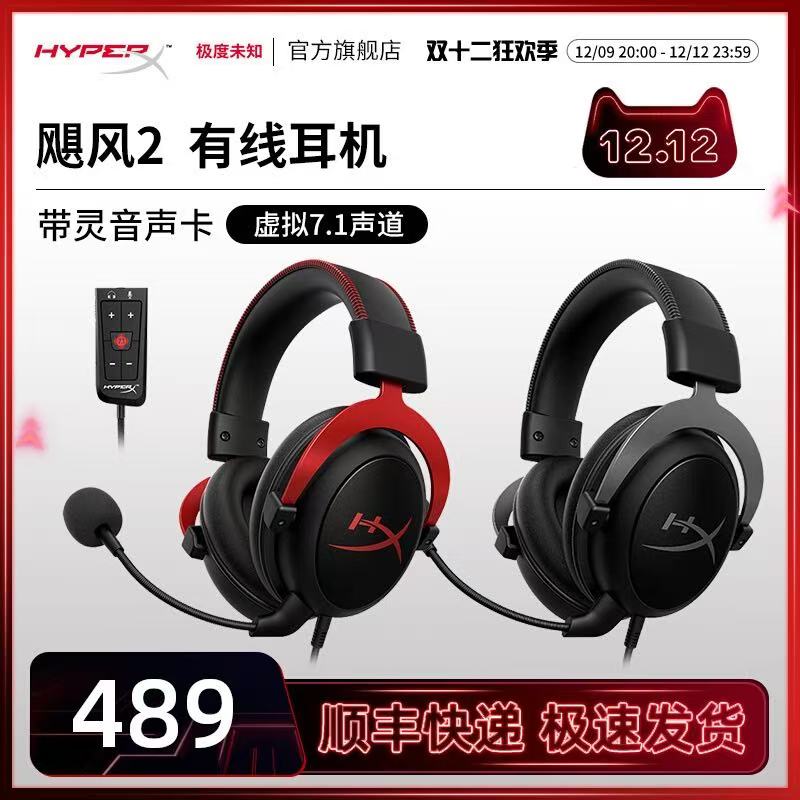 HYPERX™ 极度未知 | 官方旗舰店 双十二狂欢季 12/09 20:00 - 12/12 23:59
飓风2 有线耳机
12.12
带灵音声卡 虚拟7.1声道
+ +
- -
HYPERX
HX
HX
489
顺丰快递 极速发货